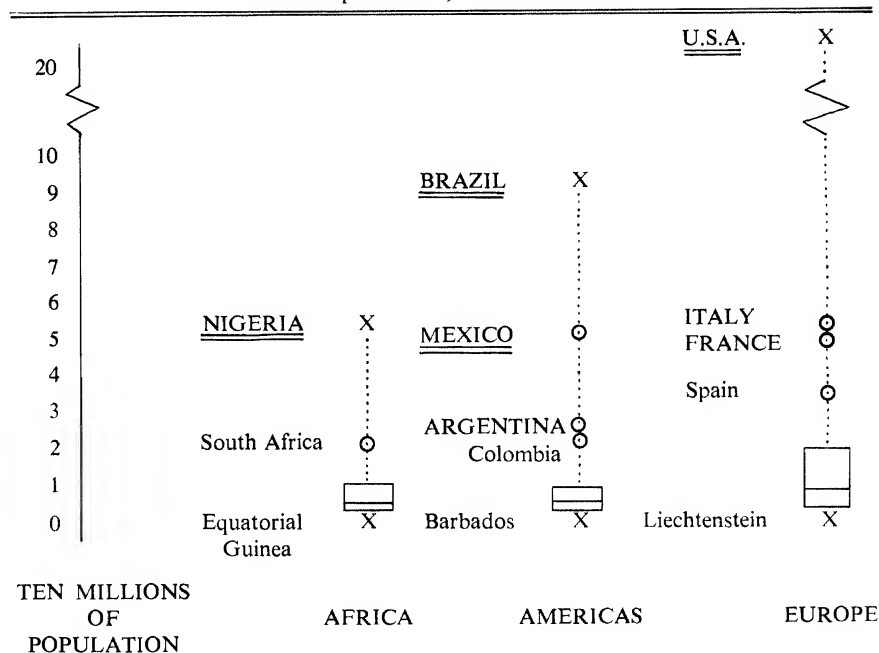 U.S.A. X
20
10
9 BRAZIL X
8
7
6
NIGERIA X ITALY
5 MEXICO FRANCE
4
Spain
3
ARGENTINA
South Africa
2 Colombia
1
0 Equatorial X Barbados X Liechtenstein X
Guinea
TEN MILLIONS
OF AFRICA AMERICAS EUROPE
POPULATION